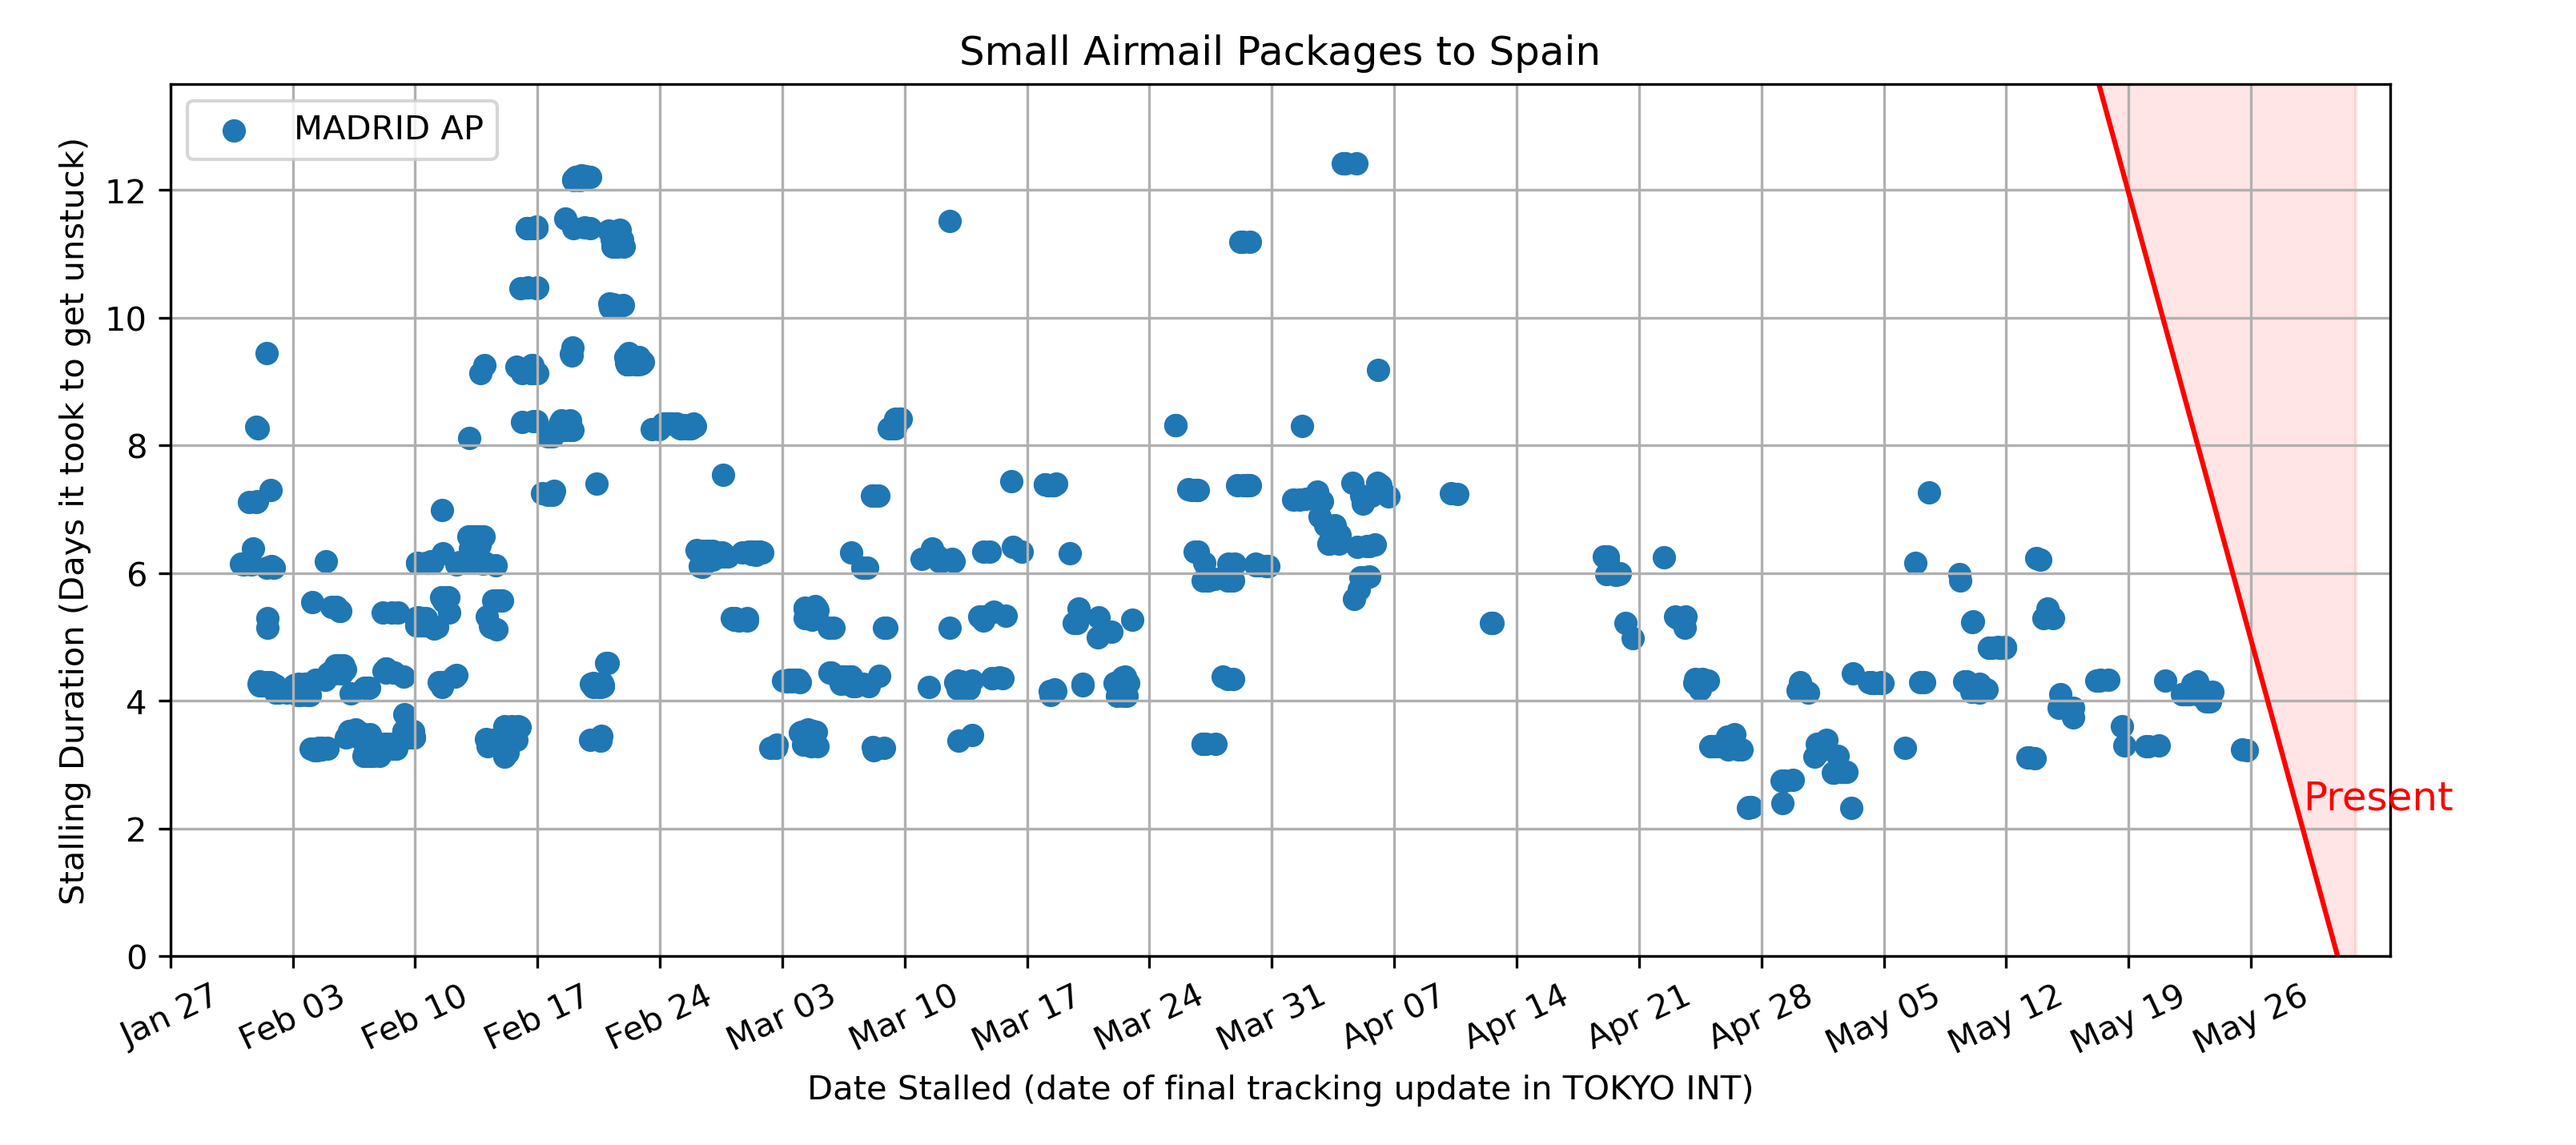 Small Airmail Packages to Spain
MADRID AP
Stalling Duration (Days it took to get unstuck)
12
10
8
6
4
2
0
Present
Jan 27
Feb 03
Feb 10
Feb 17
Feb 24
Mar 03
Mar 10
Mar 17
Mar 24
Mar 31
Apr 07
Apr 14
Apr 21
Apr 28
May 05
May 12
May 19
May 26
Date Stalled (date of final tracking update in TOKYO INT)